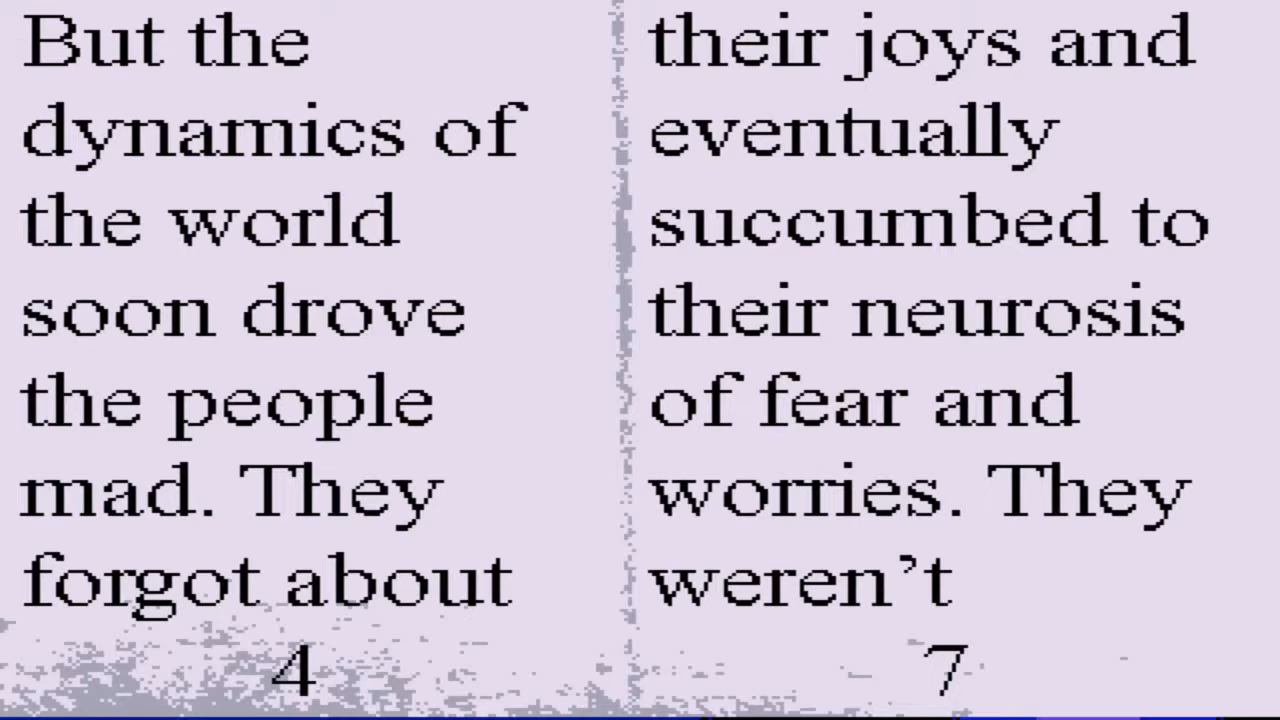 But the
dynamics of
the world
soon drove
the people
mad. They
forgot about
4
their joys and
eventually
succumbed to
their neurosis
of fear and
worries. They
weren’t
7